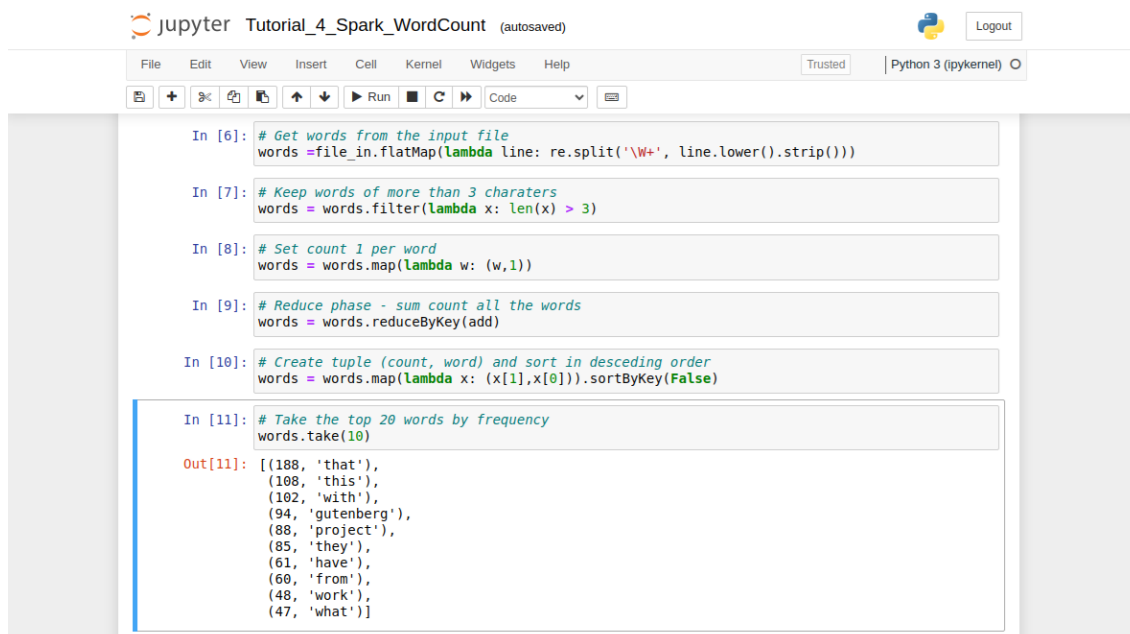 jupyter Tutorial_4_Spark_WordCount (autosaved)
Logout
File Edit View Insert Cell Kernel Widgets Help
Trusted
Python 3 (ipykernel)
Run
Code
In [6]: # Get words from the input file
words =file_in.flatMap(lambda line: re.split('\W+', line.lower().strip()))
In [7]: # Keep words of more than 3 charaters
words = words.filter(lambda x: len(x) > 3)
In [8]: # Set count 1 per word
words = words.map(lambda w: (w,1))
In [9]: # Reduce phase - sum count all the words
words = words.reduceByKey(add)
In [10]: # Create tuple (count, word) and sort in desceding order
words = words.map(lambda x: (x[1],x[0])).sortByKey(False)
In [11]: # Take the top 20 words by frequency
words.take(10)
Out[11]: [(188, 'that'),
(108, 'this'),
(102, 'with'),
(94, 'gutenberg'),
(88, 'project'),
(85, 'they'),
(61, 'have'),
(60, 'from'),
(48, 'work'),
(47, 'what')]